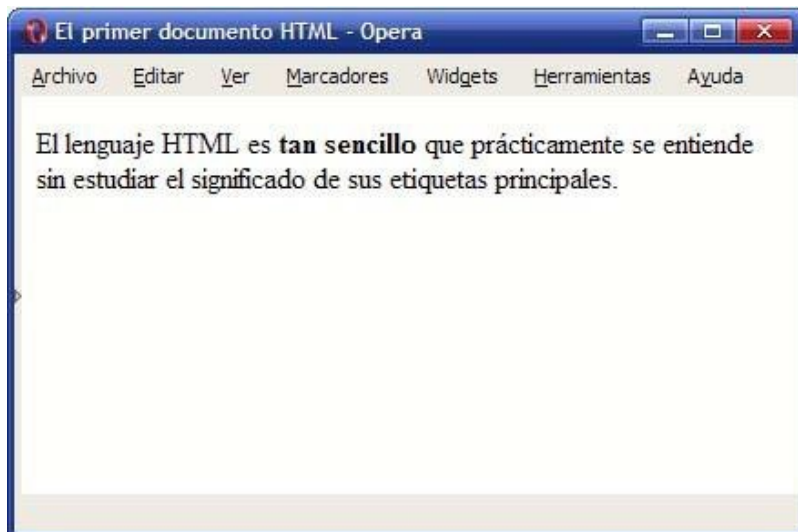 El primer documento HTML - Opera
Archivo Editar Ver Marcadores Widgets Herramientas Ayuda
El lenguaje HTML es tan sencillo que prácticamente se entiende
sin estudiar el significado de sus etiquetas principales.